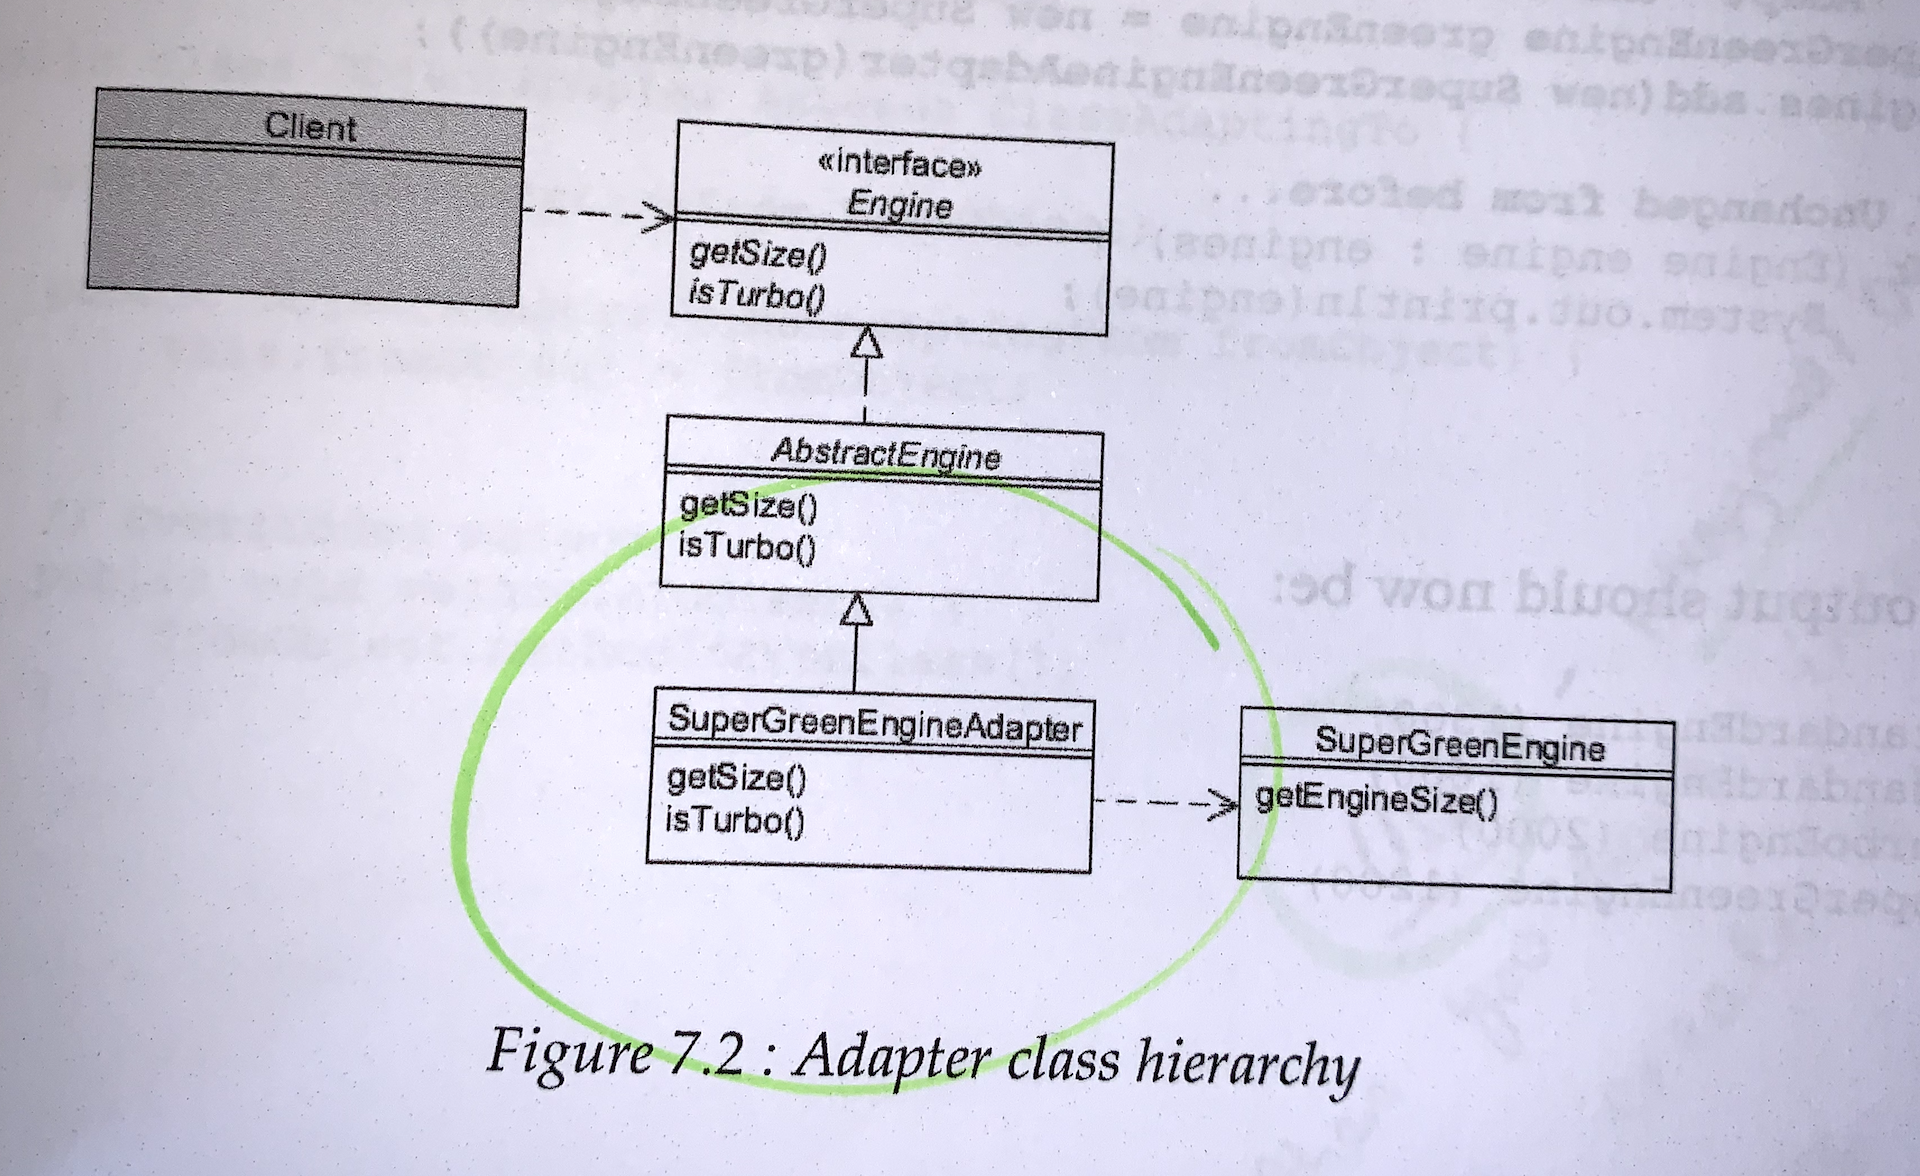 Client
«interface»
Engine
getSize()
isTurbo()
AbstractEngine
getSize()
isTurbo()
SuperGreenEngineAdapter
getSize()
isTurbo()
SuperGreenEngine
getEngineSize()
Figure 7.2 : Adapter class hierarchy